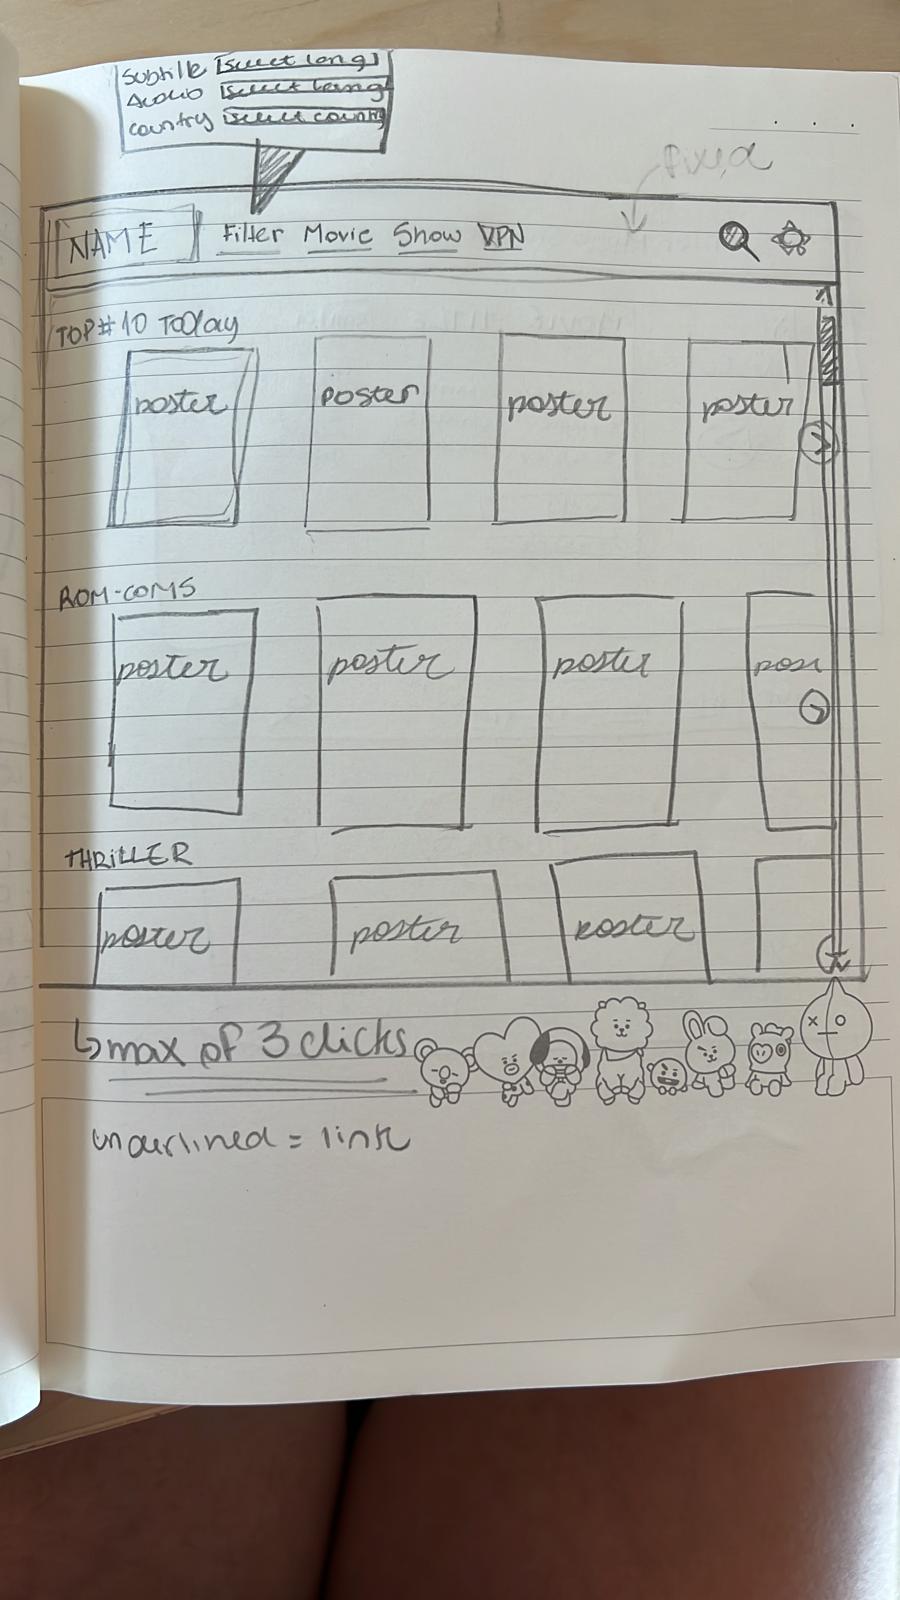 Subtitle [select lang]
Audio [select lang]
country [select country]
fixed
NAME Filter Movie Show VPN
TOP#10 Today
poster poster poster poster
ROM-COMS
poster poster poster
THRILLER
poster poster poster
↳ max of 3 clicks
underlined = link